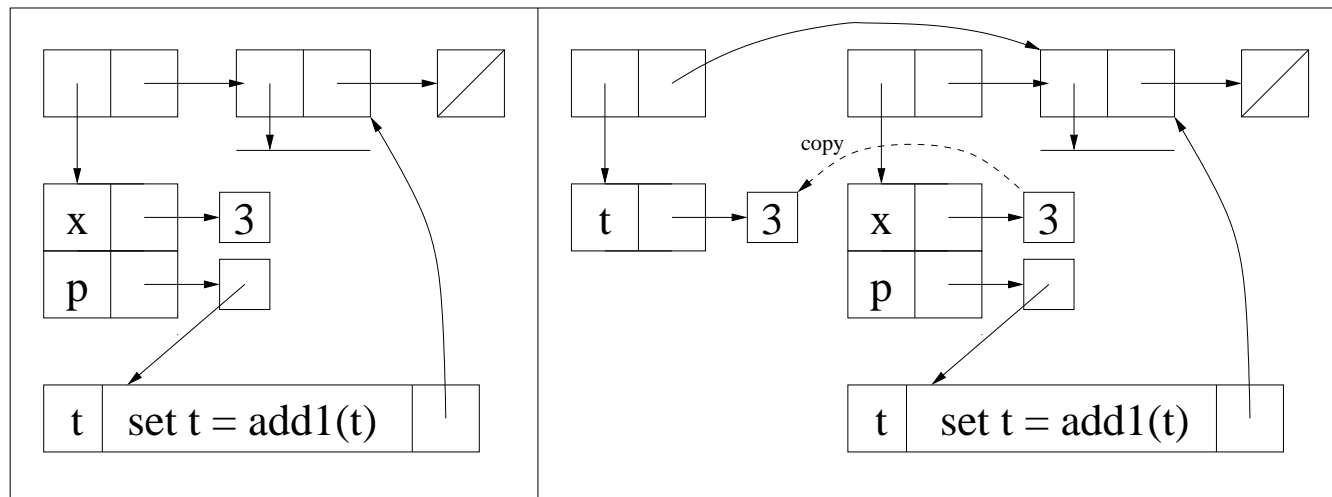 x 3
p
t set t = add1(t)
copy
t 3 x 3
p
t set t = add1(t)